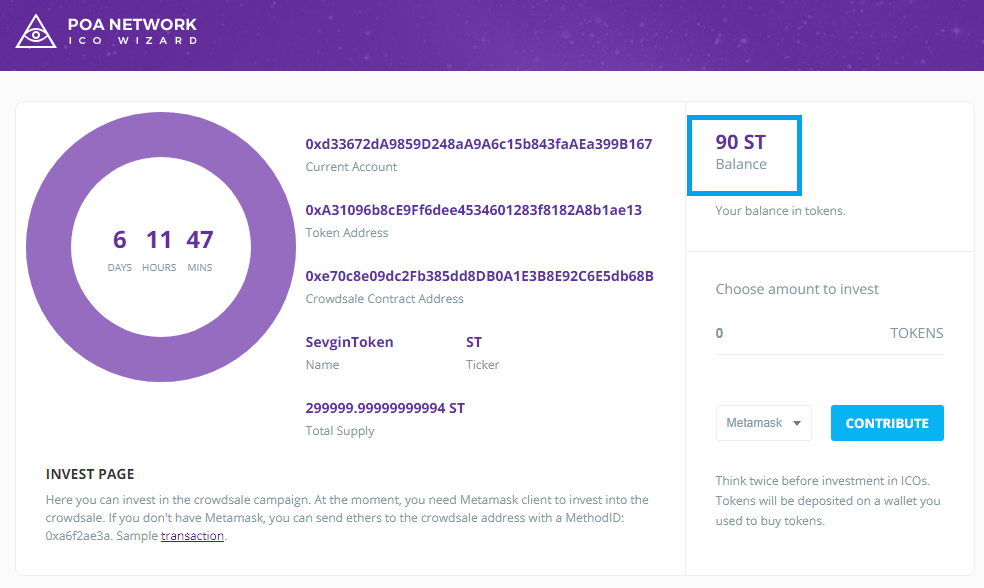 POA NETWORK
ICO WIZARD
6 11 47
DAYS HOURS MINS
0xd33672dA9859D248aA9A6c15b843faAEa399B167
Current Account
0xA31096b8cE9Ff6dee4534601283f8182A8b1ae13
Token Address
0xe70c8e09dc2Fb385dd8DB0A1E3B8E92C6E5db68B
Crowdsale Contract Address
SevginToken ST
Name Ticker
299999.99999999994 ST
Total Supply
INVEST PAGE
Here you can invest in the crowdsale campaign. At the moment, you need Metamask client to invest into the
crowdsale. If you don't have Metamask, you can send ethers to the crowdsale address with a MethodID:
0xa6f2ae3a. Sample transaction.
90 ST
Balance
Your balance in tokens.
Choose amount to invest
0 TOKENS
Metamask CONTRIBUTE
Think twice before investment in ICOs.
Tokens will be deposited on a wallet you
used to buy tokens.